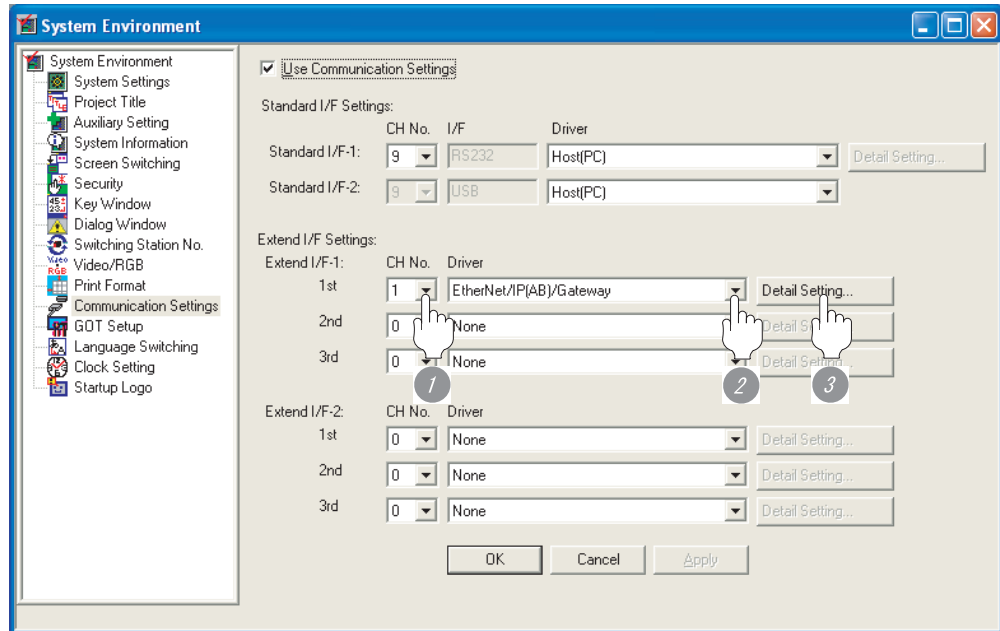 System Environment
System Environment
System Settings
Project Title
Auxiliary Setting
System Information
Screen Switching
Security
Key Window
Dialog Window
Switching Station No.
Video/RGB
Print Format
Communication Settings
GOT Setup
Language Switching
Clock Setting
Startup Logo
Use Communication Settings
Standard I/F Settings:
CH No. I/F Driver
Standard I/F-1: 9 RS232 Host(PC) Detail Setting...
Standard I/F-2: 9 USB Host(PC)
Extend I/F Settings:
Extend I/F-1: CH No. Driver
1st 1 EtherNet/IP(AB)/Gateway Detail Setting...
2nd 0 None Detail
3rd 0 None Detail Setting...
1 2 3
Extend I/F-2: CH No. Driver
1st 0 None Detail Setting...
2nd 0 None Detail Setting...
3rd 0 None Detail Setting...
OK Cancel Apply